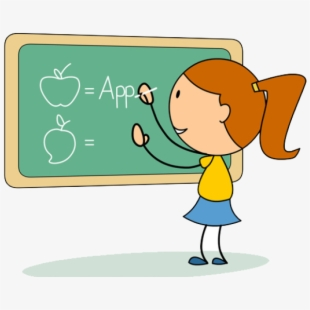 = App
=